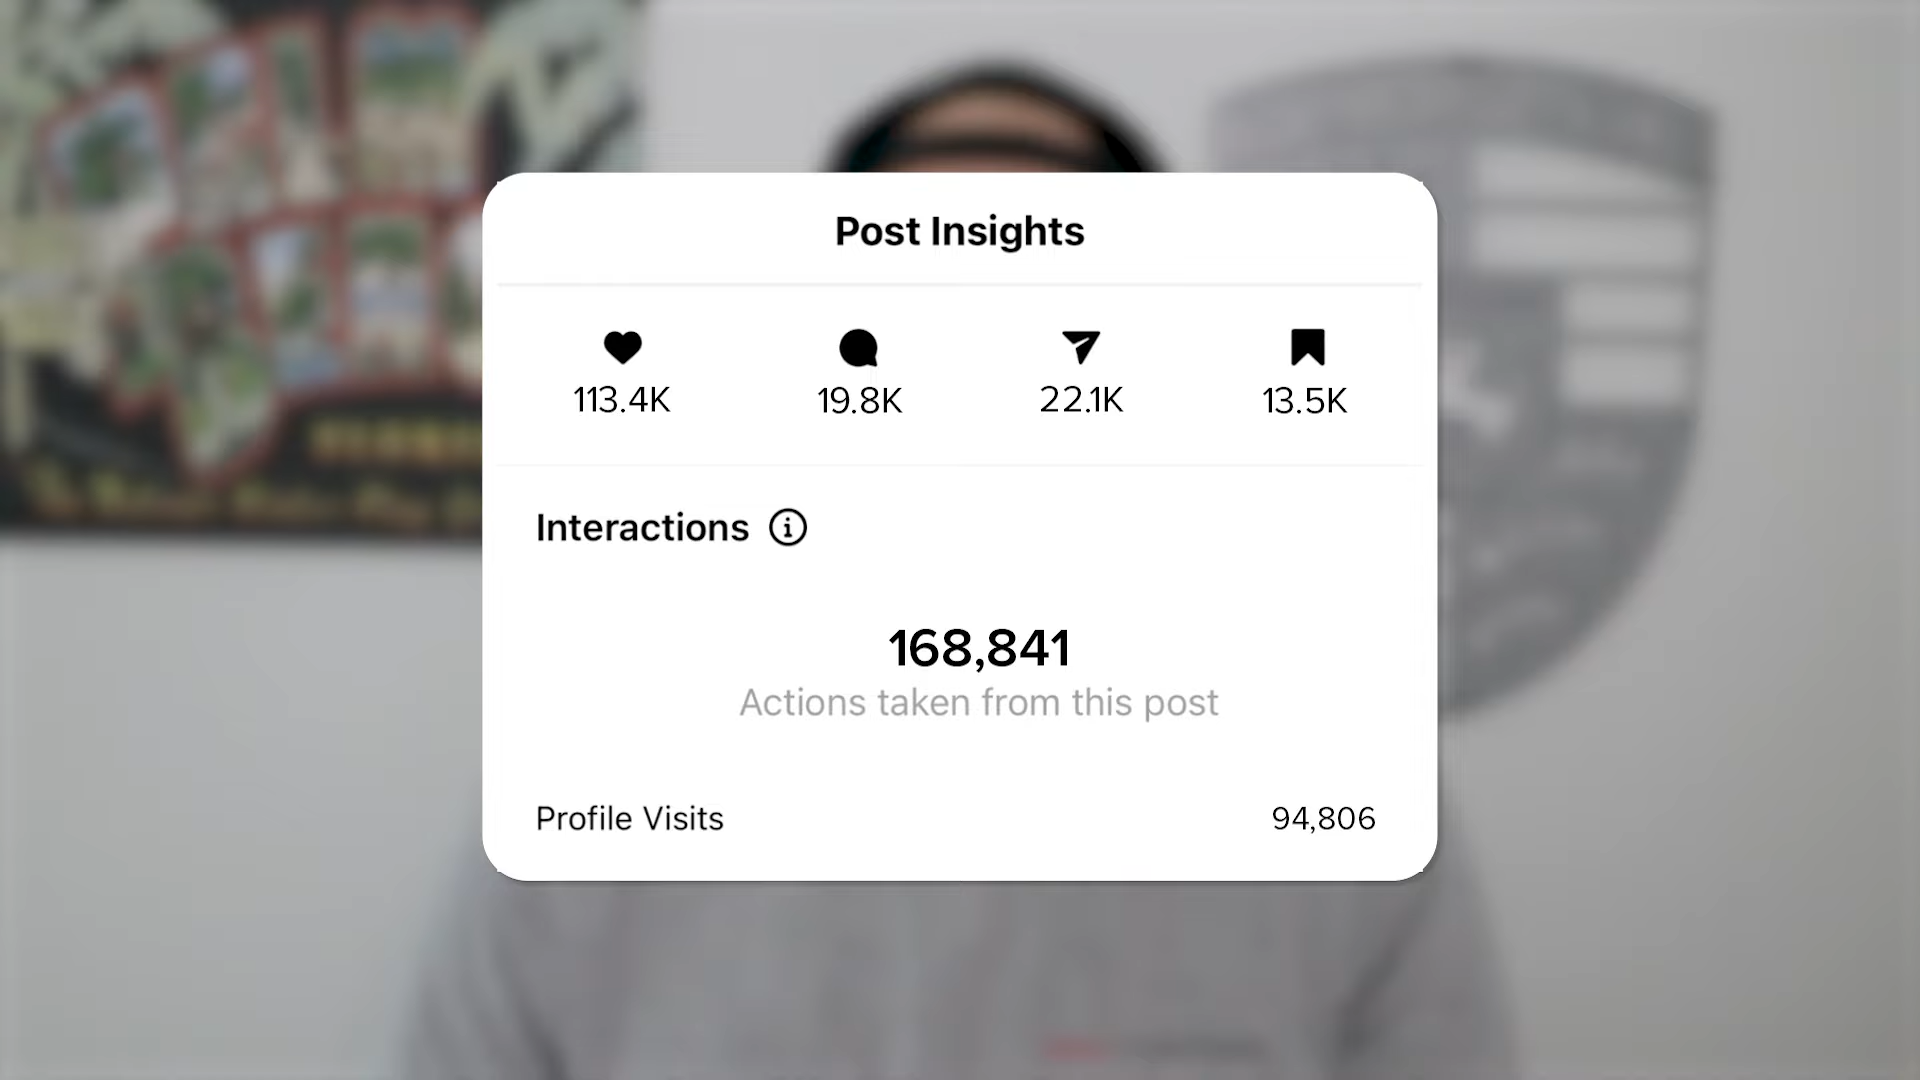 Post Insights
113.4K 19.8K 22.1K 13.5K
Interactions
168,841
Actions taken from this post
Profile Visits 94,806